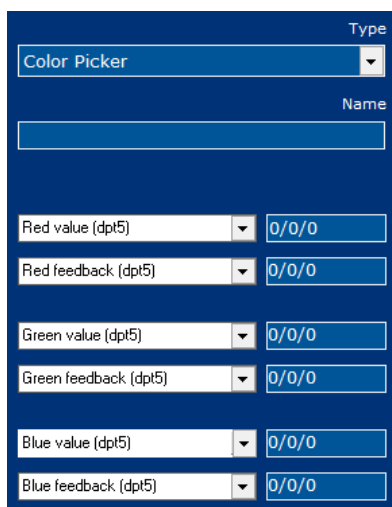 Type
Color Picker
Name
Red value (dpt5) 0/0/0
Red feedback (dpt5) 0/0/0
Green value (dpt5) 0/0/0
Green feedback (dpt5) 0/0/0
Blue value (dpt5) 0/0/0
Blue feedback (dpt5) 0/0/0